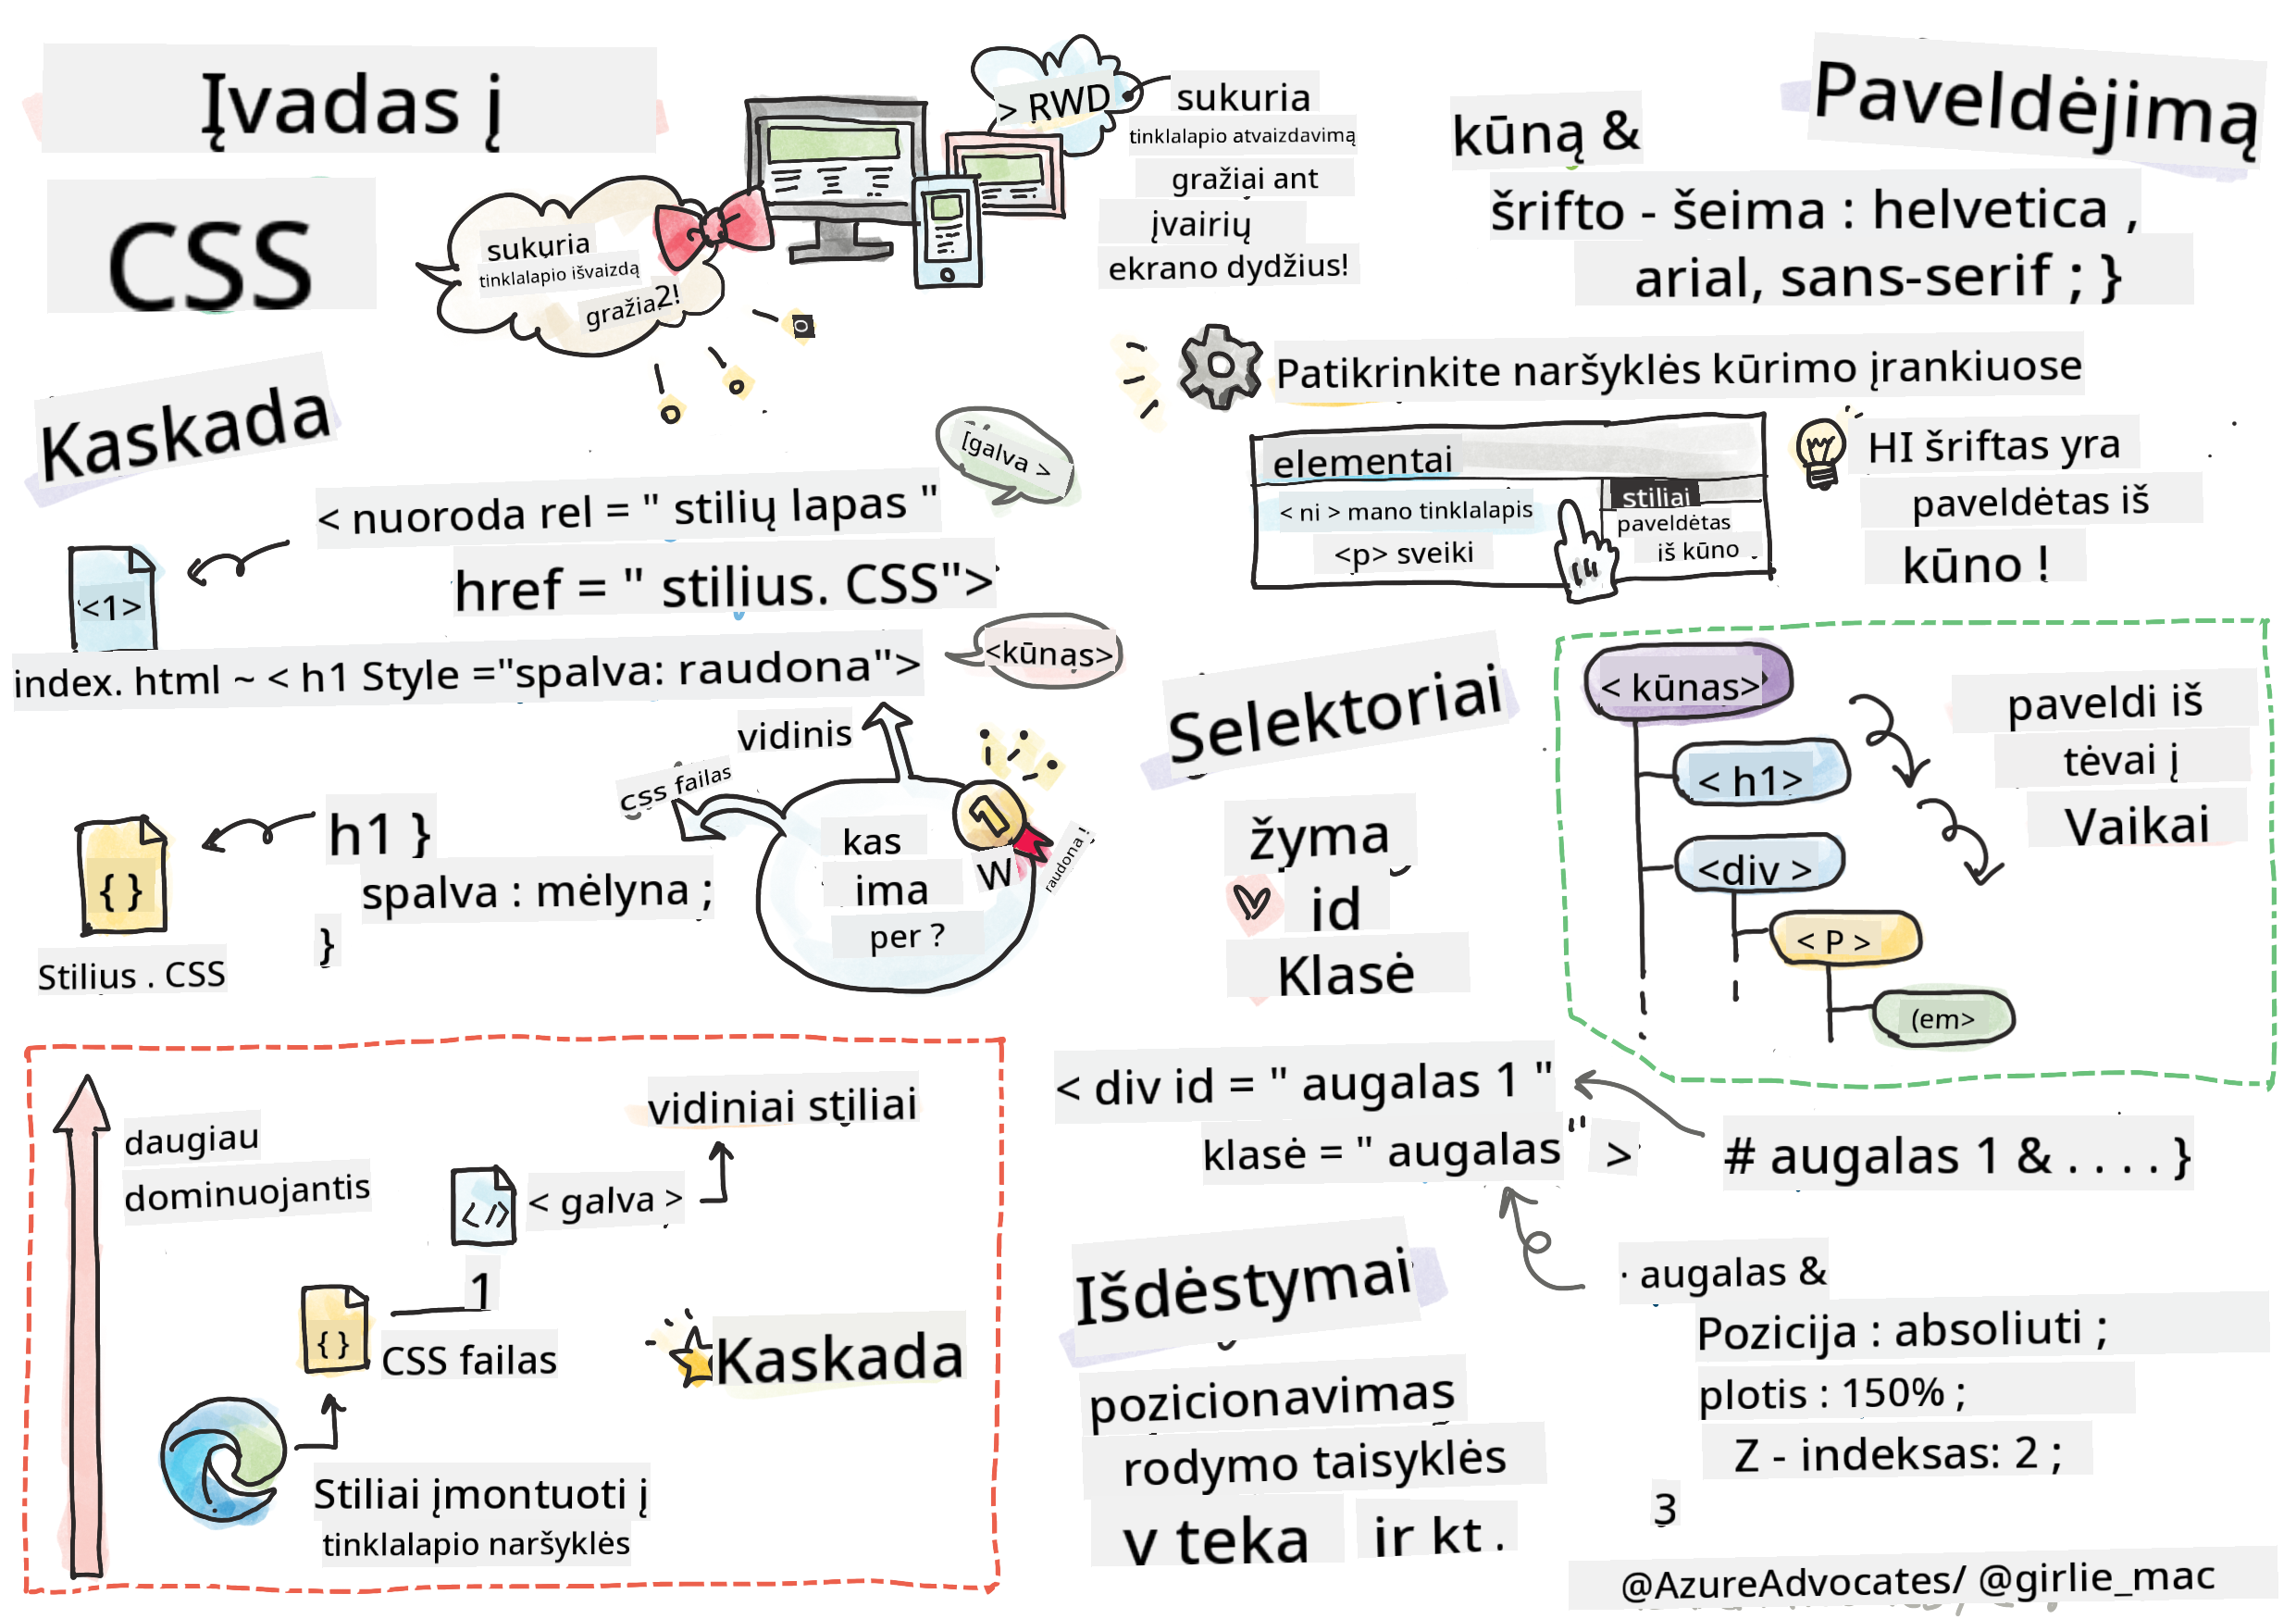 Įvadas į
CSS
sukuria
tinklalapio išvaizdą
gražia2!
> RWD
sukuria
tinklalapio atvaizdavimą
gražiai ant
įvairių
ekrano dydžius!
Kaskada
[galva >
< nuoroda rel = " stilių lapas "
href = " stilius. CSS">
<1>
index. html ~ < h1 Style ="spalva: raudona">
<kūnas>
vidinis
css failas
h1 }
spalva : mėlyna ;
}
{ }
Stilius . CSS
kas
ima
per ?
1
W
raudona !
daugiau
dominuojantis
vidiniai stiliai
</>
< galva >
1
{ }
CSS failas
Kaskada
Stiliai įmontuoti į
tinklalapio naršyklės
Paveldėjimą
kūną &
šrifto - šeima : helvetica ,
arial, sans-serif ; }
Patikrinkite naršyklės kūrimo įrankiuose
elementai
< ni > mano tinklalapis
<p> sveiki
stiliai
paveldėtas
iš kūno
HI šriftas yra
paveldėtas iš
kūno !
Selektoriai
žyma
id
Klasė
< kūnas>
< h1>
<div >
< P >
(em>
paveldi iš
tėvai į
Vaikai
< div id = " augalas 1 "
klasė = " augalas " >
# augalas 1 & . . . . }
· augalas &
Pozicija : absoliuti ;
plotis : 150% ;
Z - indeksas: 2 ;
3
Išdėstymai
pozicionavimas
rodymo taisyklės
v teka ir kt .
@AzureAdvocates/ @girlie_mac